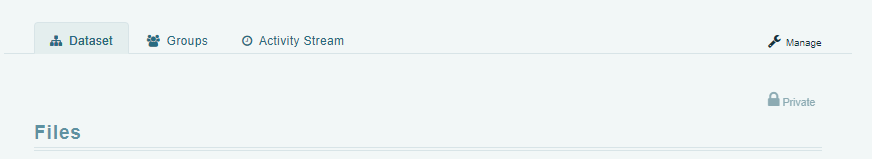 Dataset Groups Activity Stream Manage
Private
Files